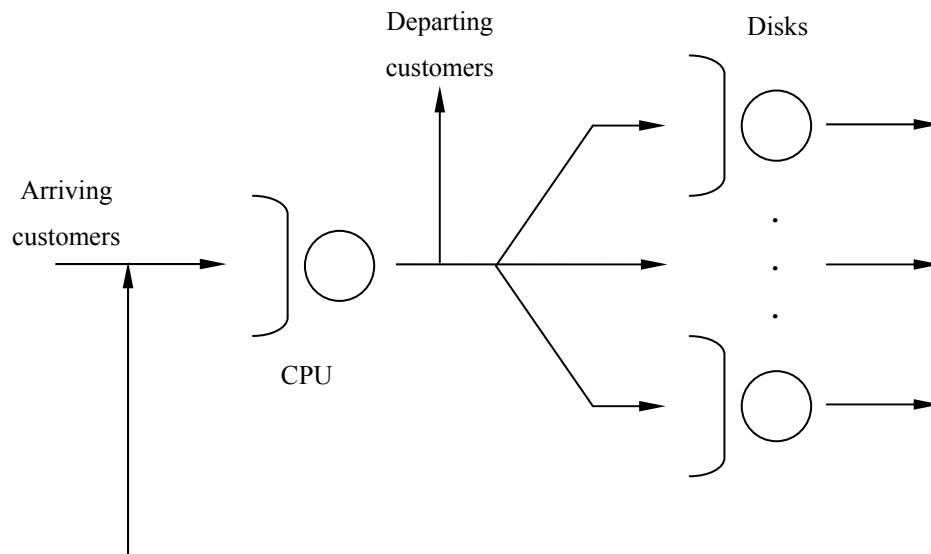 Departing
customers
Disks
Arriving
customers
CPU